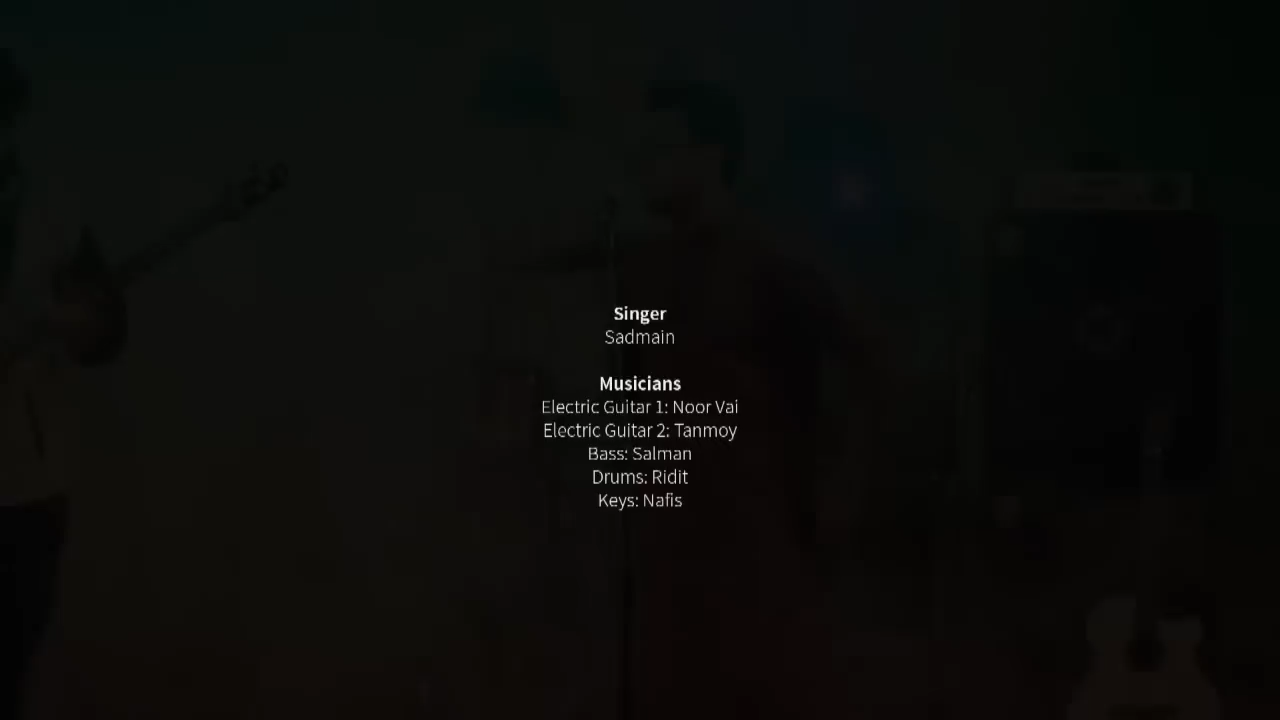 Singer
Sadmain
Musicians
Electric Guitar 1: Noor Vai
Electric Guitar 2: Tanmoy
Bass: Salman
Drums: Ridit
Keys: Nafis